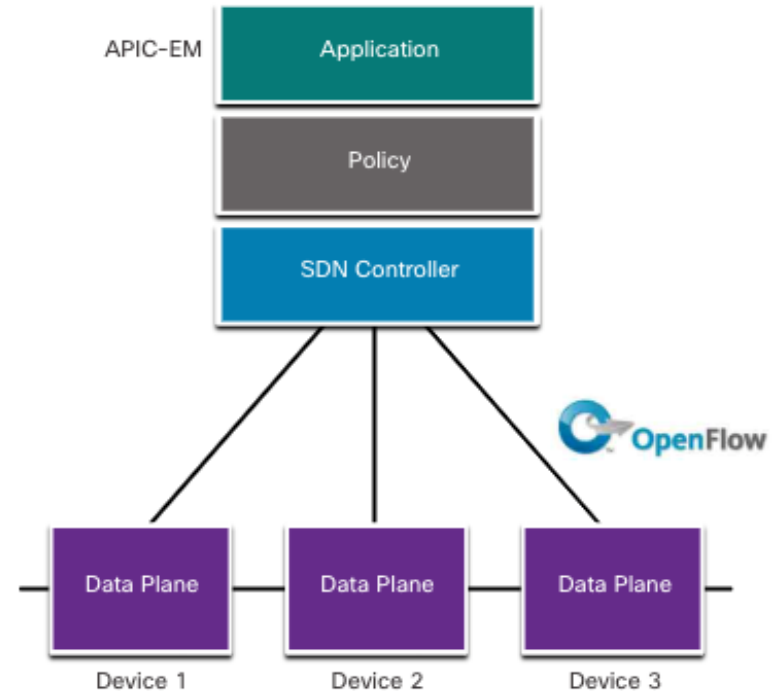 APIC-EM
Application
Policy
SDN Controller
OpenFlow
Data Plane
Data Plane
Data Plane
Device 1
Device 2
Device 3